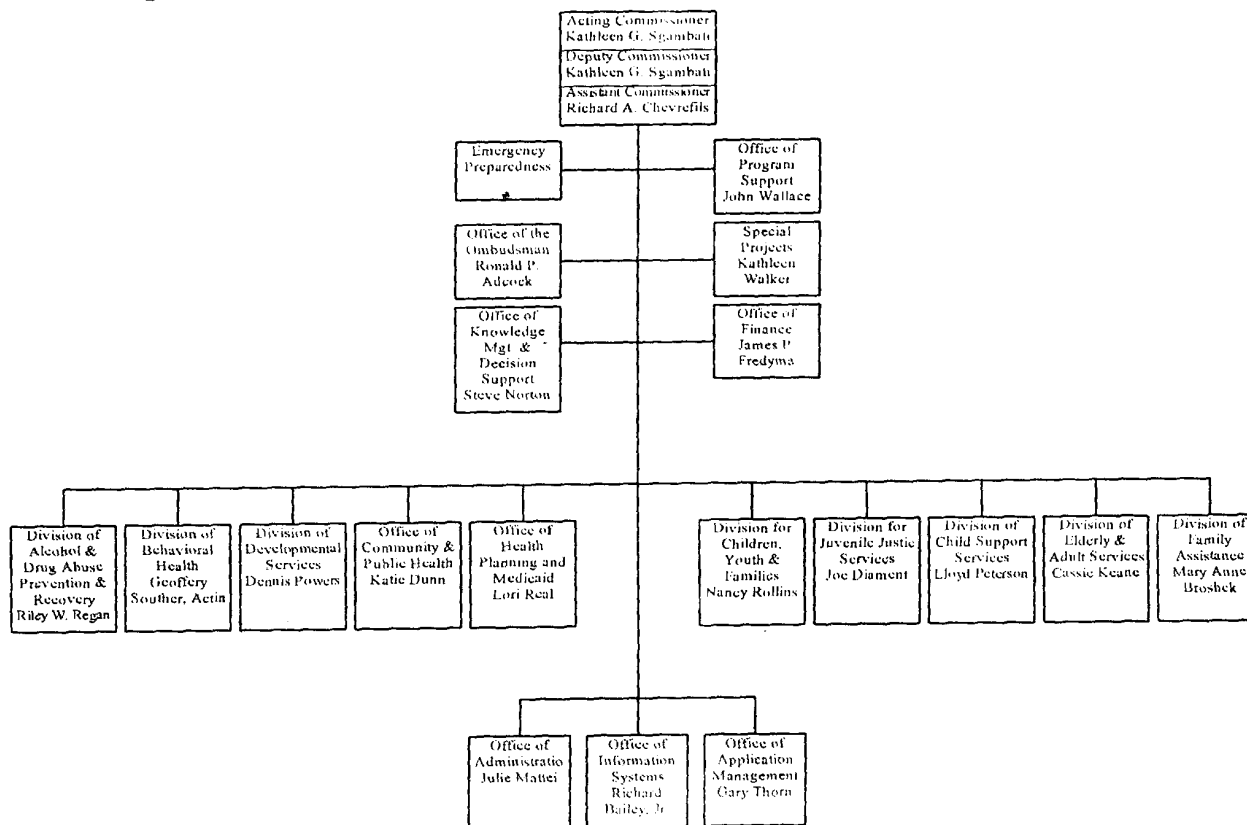 Acting Commissioner
Kathleen G. Sgambati
Deputy Commissioner
Kathleen G. Sgambati
Assistant Commissioner
Richard A. Chevrefils
Emergency
Preparedness
Office of
Program
Support
John Wallace
Office of the
Ombudsman
Ronald P.
Adcock
Special
Projects
Kathleen
Walker
Office of
Knowledge
Mgt. &
Decision
Support
Steve Norton
Office of
Finance
James P
Fredyma
Division of
Alcohol &
Drug Abuse
Prevention &
Recovery
Riley W. Regan
Division of
Behavioral
Health
Geoffery
Souther, Actin
Division of
Developmental
Services
Dennis Powers
Office of
Community &
Public Health
Katie Dunn
Office of
Health
Planning and
Medicaid
Lori Real
Division for
Children,
Youth &
Families
Nancy Rollins
Division for
Juvenile Justic
Services
Joe Diament
Division of
Child Support
Services
Lloyd Peterson
Division of
Elderly &
Adult Services
Cassie Keane
Division of
Family
Assistance
Mary Anne
Broshek
Office of
Administratio
Julie Mattei
Office of
Information
Systems
Richard
Bailey, Jr
Office of
Application
Management
Gary Thorn